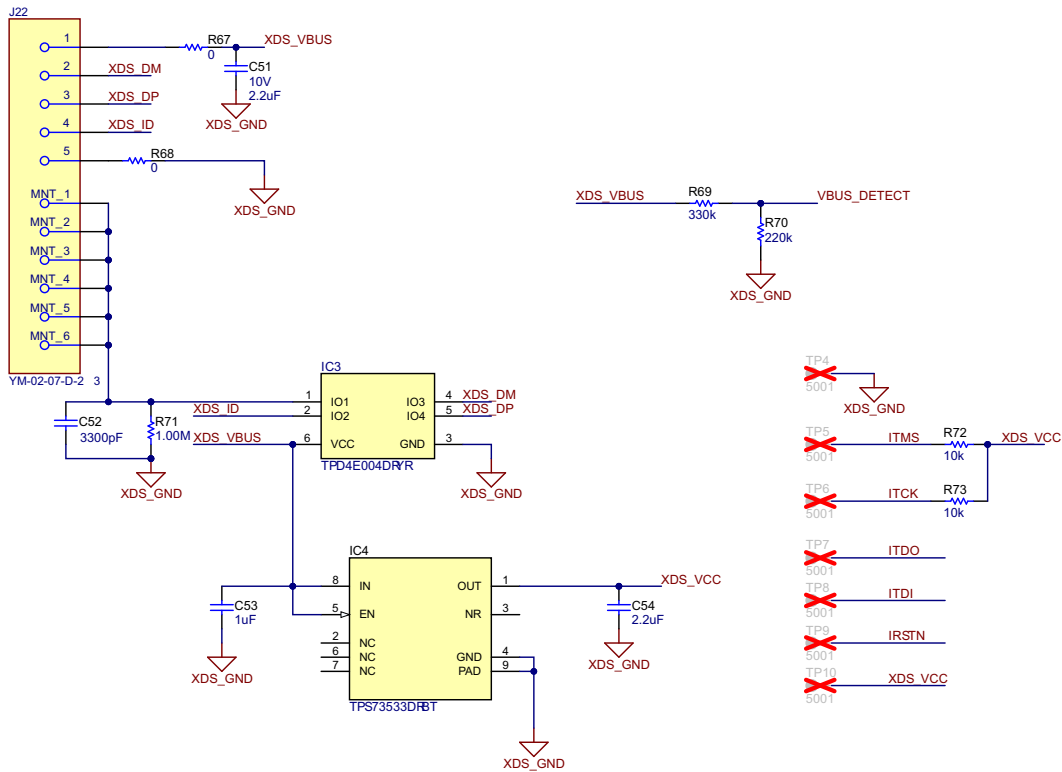 J22
1
R67
0
XDS_VBUS
C51
10V
2.2uF
XDS_GND
2
XDS_DM
3
XDS_DP
4
XDS_ID
5
R68
0
XDS_GND
MNT_1
MNT_2
MNT_3
MNT_4
MNT_5
MNT_6
YM-02-07-D-2 3
XDS_VBUS
R69
330k
VBUS_DETECT
R70
220k
XDS_GND
C52
3300pF
R71
1.00M
XDS_GND
IC3
1 IO1
XDS_ID 2 IO2
XDS_VBUS 6 VCC
IO3 4 XDS_DM
IO4 5 XDS_DP
GND 3
TPD4E004DRYR
XDS_GND
IC4
8 IN
5 EN
2 NC
6 NC
7 NC
OUT 1
NR 3
GND 4
PAD 9
TPS73533DRBT
C53
1uF
XDS_GND
XDS_VCC
C54
2.2uF
XDS_GND
XDS_GND
TP4
5001
XDS_GND
TP5
5001
ITMS
R72
10k
XDS_VCC
TP6
5001
ITCK
R73
10k
TP7
5001
ITDO
TP8
5001
ITDI
TP9
5001
IRSTN
TP10
5001
XDS_VCC